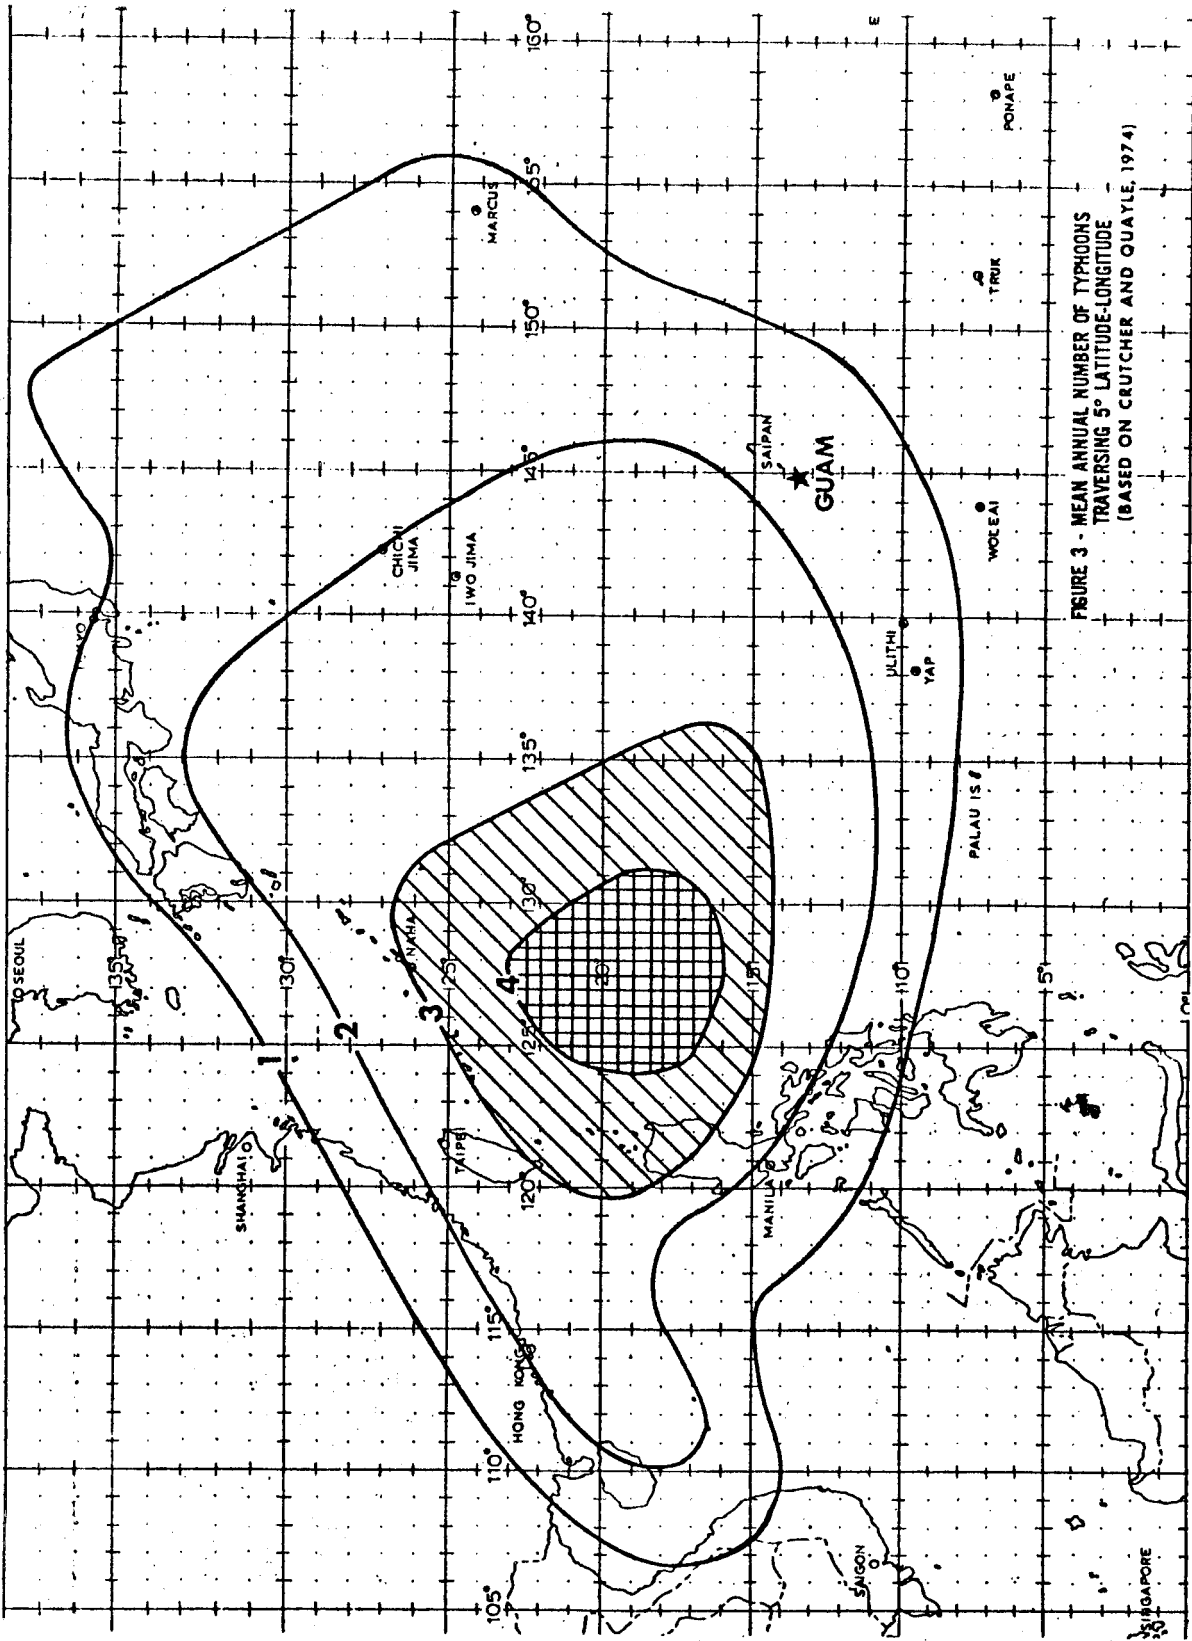 TO SEOUL
35°
SHANGHAI
30°
1
2
TAIPEI
25°
NAHA
3
4
CHICHI
JIMA
IWO JIMA
MARCUS
HONG KONG
105°
110°
115°
120°
125°
130°
135°
140°
145°
150°
155°
160°
20°
15°
MANILA
SAIPAN
GUAM
SAIGON
10°
ULITHI
YAP
E
PALAU IS
WOLEAI
TRUK
PONAPE
5°
SINGAPORE
FIGURE 3 - MEAN ANNUAL NUMBER OF TYPHOONS
TRAVERSING 5° LATITUDE-LONGITUDE
(BASED ON CRUTCHER AND QUAYLE, 1974)